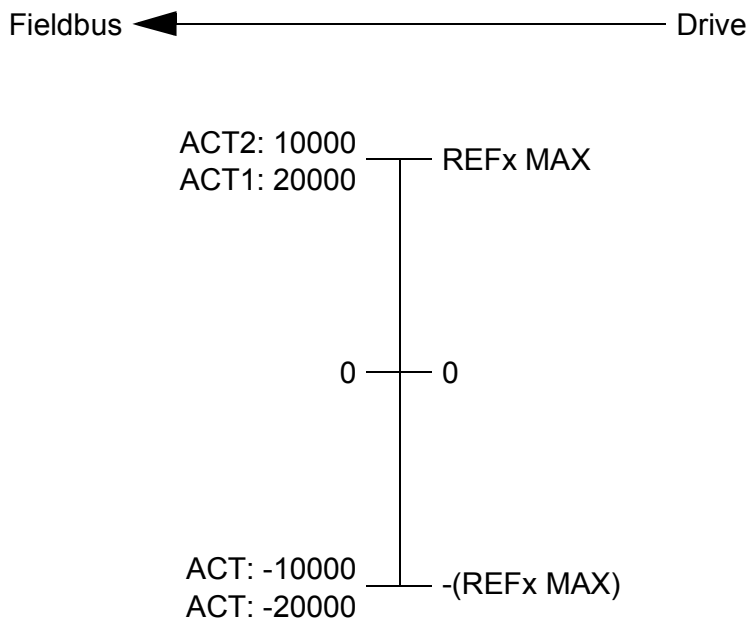 Fieldbus Drive
ACT2: 10000
ACT1: 20000
REFx MAX
0 0
ACT: -10000
ACT: -20000
-(REFx MAX)